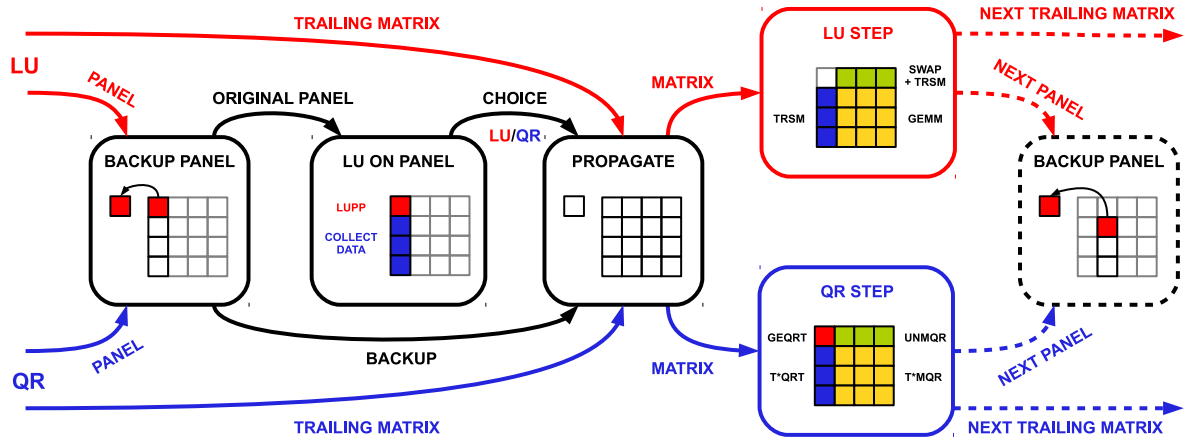 TRAILING MATRIX
LU
PANEL
ORIGINAL PANEL
CHOICE
LU/QR
MATRIX
LU STEP
SWAP
+ TRSM
TRSM
GEMM
NEXT TRAILING MATRIX
NEXT PANEL
BACKUP PANEL
LU ON PANEL
LUPP
COLLECT
DATA
PROPAGATE
BACKUP PANEL
QR STEP
GEQRT
UNMQR
T*QRT
T*MQR
PANEL
QR
BACKUP
MATRIX
NEXT PANEL
TRAILING MATRIX
NEXT TRAILING MATRIX